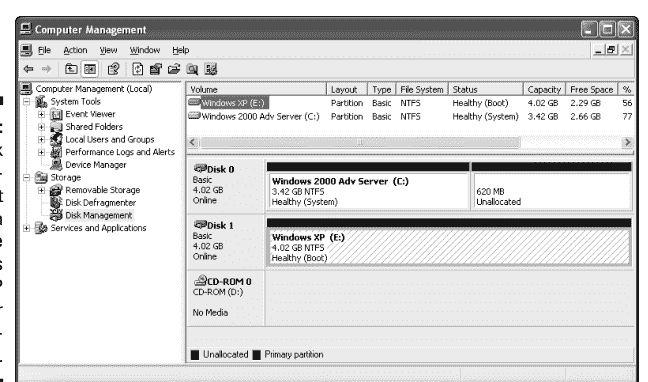 Computer Management
File Action View Window Help
Computer Management (Local)
System Tools
Event Viewer
Shared Folders
Local Users and Groups
Performance Logs and Alerts
Device Manager
Storage
Removable Storage
Disk Defragmenter
Disk Management
Services and Applications
Volume Layout Type File System Status Capacity Free Space %
Windows XP (E:) Partition Basic NTFS Healthy (Boot) 4.02 GB 2.29 GB 56
Windows 2000 Adv Server (C:) Partition Basic NTFS Healthy (System) 3.42 GB 2.66 GB 77
Disk 0
Basic
4.02 GB
Online
Windows 2000 Adv Server (C:)
3.42 GB NTFS
Healthy (System)
620 MB
Unallocated
Disk 1
Basic
4.02 GB
Online
Windows XP (E:)
4.02 GB NTFS
Healthy (Boot)
CD-ROM 0
CD-ROM (D:)
No Media
Unallocated Primary partition